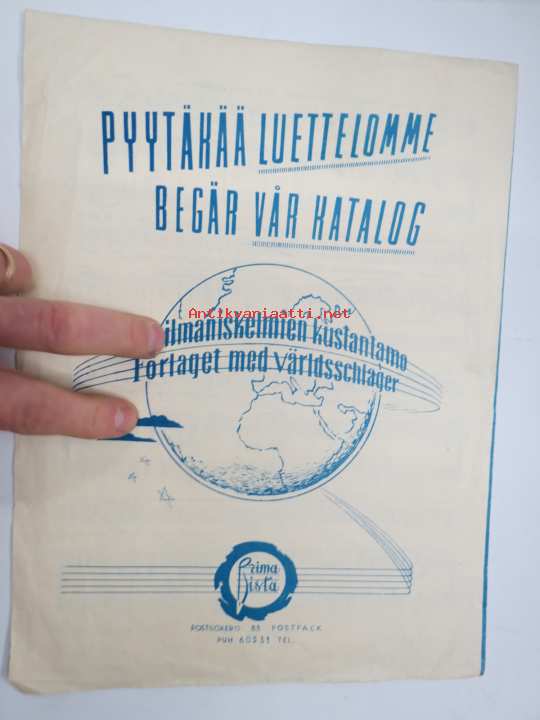 PYYTÄKÄÄ LUETTELOMME
BEGÄR VÅR KATALOG
Antikvariaatti.net
ilmaniskelmien kustantamo
Förlaget med världsschlager
Prima
Vista
POSTILOKERO 85 POSTFACK
PUH 60531 TEL.